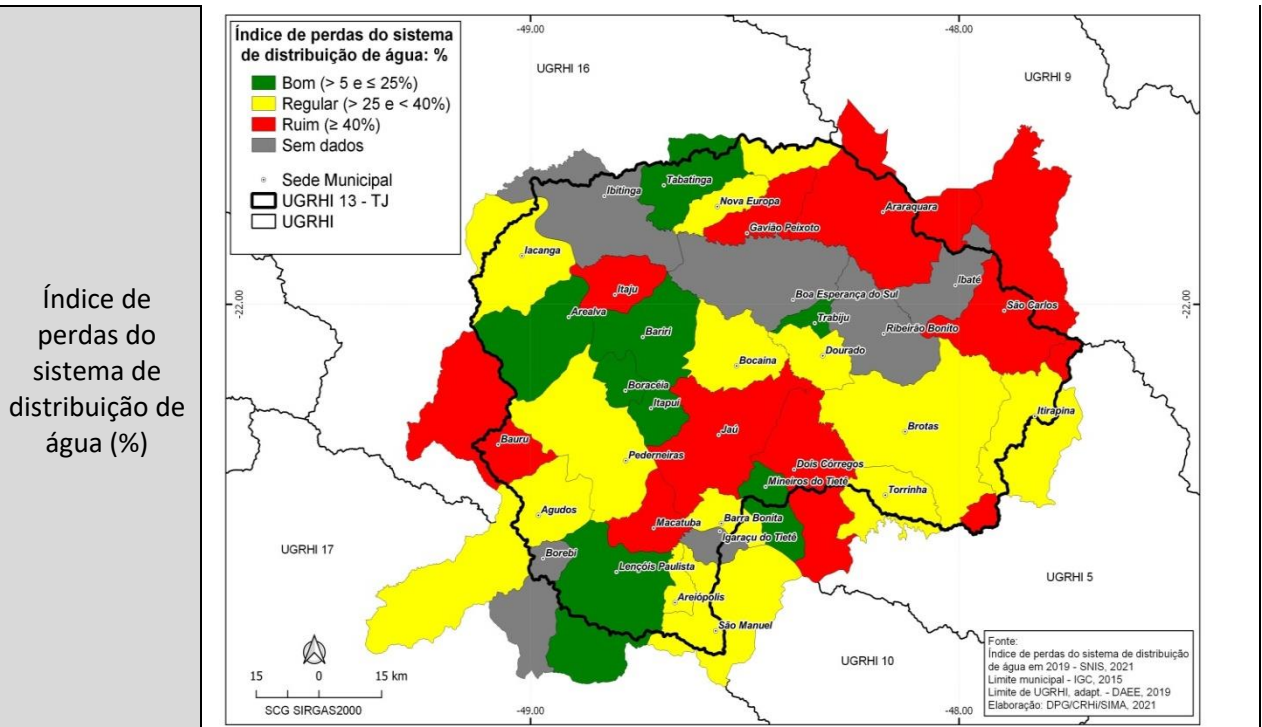 Índice de
perdas do
sistema de
distribuição de
água (%)
Índice de perdas do sistema
de distribuição de água: %
Bom (> 5 e ≤ 25%)
Regular (> 25 e < 40%)
Ruim (≥ 40%)
Sem dados
Sede Municipal
UGRHI 13 - TJ
UGRHI
-49.00
-48.00
UGRHI 16
UGRHI 9
Tabatinga
Ibitinga
Nova Europa
Araraquara
Gavião Peixoto
Iacanga
Ibaté
Itaju
Boa Esperança do Sul
São Carlos
-22.00
-22.00
Arealva
Trabiju
Bariri
Ribeirão Bonito
Dourado
Bocaina
Boracéia
Itapuí
Itirapina
Jaú
Brotas
Bauru
Pederneiras
Dois Córregos
Mineiros do Tietê
Torrinha
Agudos
Macatuba
Barra Bonita
Igaraçu do Tietê
UGRHI 17
Borebi
Lençóis Paulista
UGRHI 5
Areiópolis
São Manuel
UGRHI 10
15 0 15 km
SCG SIRGAS2000
Fonte:
Índice de perdas do sistema de distribuição
de água em 2019 - SNIS, 2021
Limite municipal - IGC, 2015
Limite de UGRHI, adapt. - DAEE, 2019
Elaboração: DPG/CRHi/SIMA, 2021
-49.00
-48.00